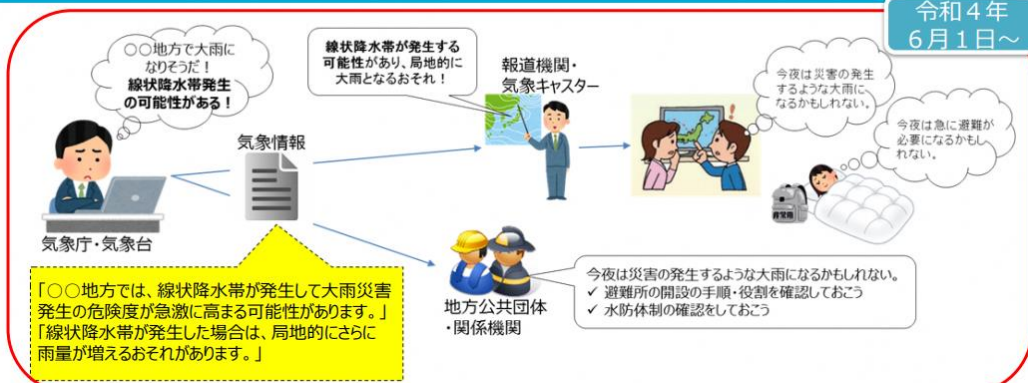 令和4年
6月1日～
○○地方で大雨に
なりそうだ！
線状降水帯発生
の可能性がある！
気象庁・気象台
気象情報
線状降水帯が発生する
可能性があり、局地的に
大雨となるおそれ！
報道機関・
気象キャスター
今夜は災害の発生
するような大雨に
なるかもしれない。
今夜は急に避難が
必要になるかもし
れない。
非常袋
「○○地方では、線状降水帯が発生して大雨災害
発生の危険度が急激に高まる可能性があります。」
「線状降水帯が発生した場合は、局地的にさらに
雨量が増えるおそれがあります。」
地方公共団体
・関係機関
今夜は災害の発生するような大雨になるかもしれない。
✓ 避難所の開設の手順・役割を確認しておこう
✓ 水防体制の確認をしておこう